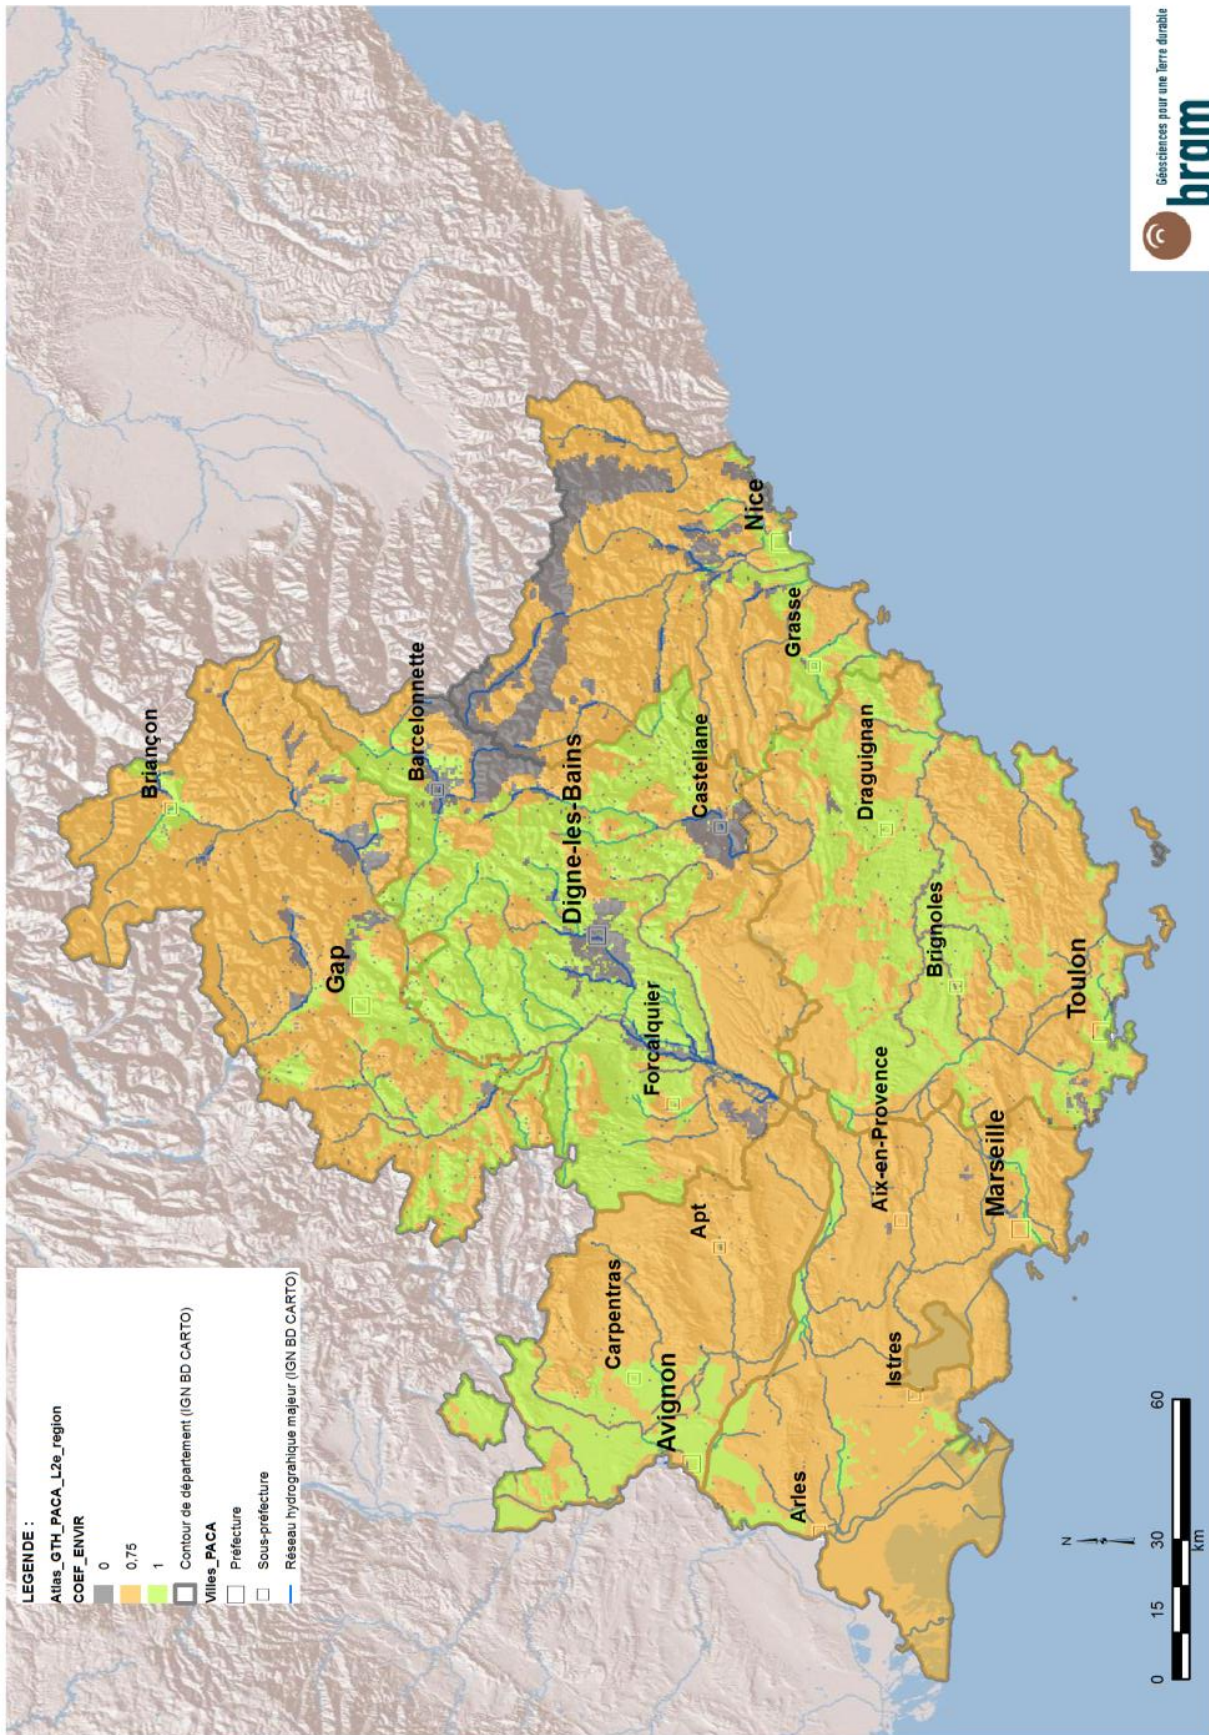 LEGENDE :
Atlas_GTH_PACA_L2e_region
COEF_ENVIR
0
0,75
1
Contour de département (IGN BD CARTO)
Villes_PACA
Préfecture
Sous-préfecture
Réseau hydrograhique majeur (IGN BD CARTO)
Briançon
Gap
Barcelonnette
Digne-les-Bains
Forcalquier
Castellane
Nice
Grasse
Carpentras
Avignon
Apt
Arles
Istres
Aix-en-Provence
Marseille
Draguignan
Brignoles
Toulon
N
0 15 30 60
km
Géosciences pour une Terre durable
brgm